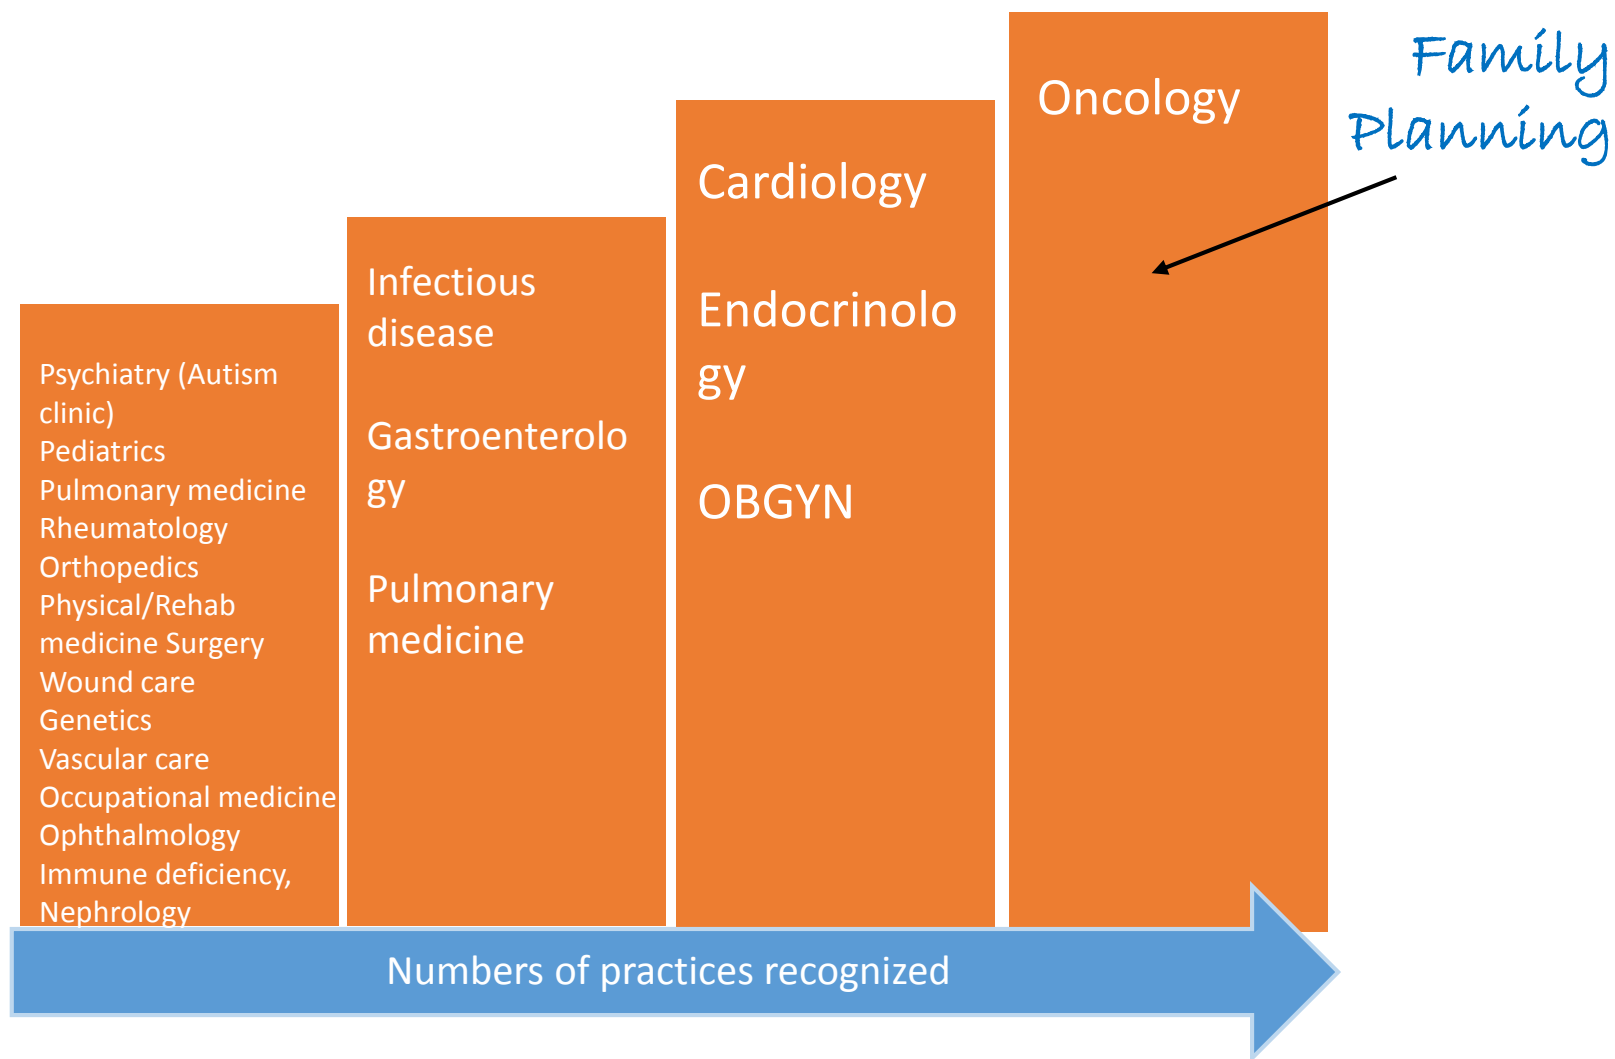 Psychiatry (Autism
clinic)
Pediatrics
Pulmonary medicine
Rheumatology
Orthopedics
Physical/Rehab
medicine Surgery
Wound care
Genetics
Vascular care
Occupational medicine
Ophthalmology
Immune deficiency,
Nephrology
Infectious
disease
Gastroenterolo
gy
Pulmonary
medicine
Cardiology
Endocrinolo
gy
OBGYN
Oncology
Family
Planning
Numbers of practices recognized